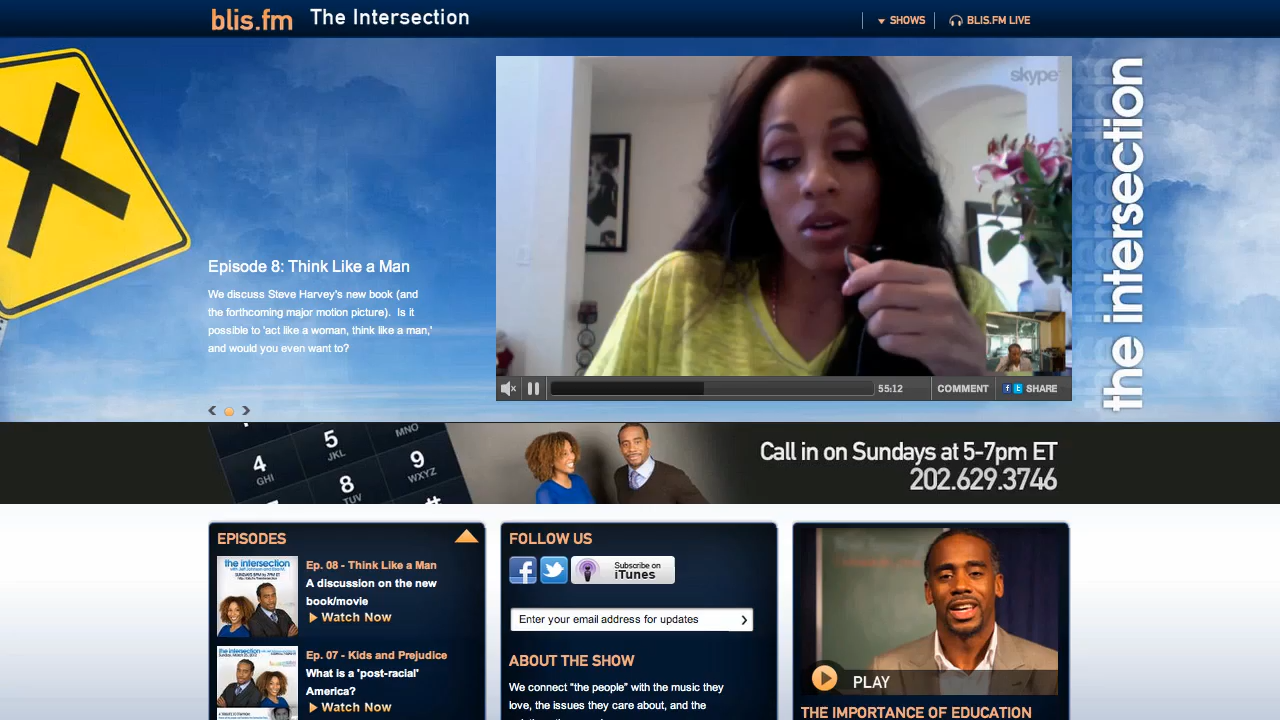 blis.fm The Intersection
SHOWS
BLIS.FM LIVE
skype
the intersection
Episode 8: Think Like a Man
We discuss Steve Harvey's new book (and
the forthcoming major motion picture). Is it
possible to 'act like a woman, think like a man,'
and would you even want to?
55:12
COMMENT
SHARE
5
JKL
MNO
4
GHI
8
TUV
9
WXYZ
#
Call in on Sundays at 5-7pm ET
202.629.3746
EPISODES
the intersection
Ep. 08 - Think Like a Man
A discussion on the new
book/movie
Watch Now
the intersection
Ep. 07 - Kids and Prejudice
What is a 'post-racial'
America?
Watch Now
FOLLOW US
Subscribe on
iTunes
Enter your email address for updates
ABOUT THE SHOW
We connect “the people” with the music they
love, the issues they care about, and the
PLAY
THE IMPORTANCE OF EDUCATION